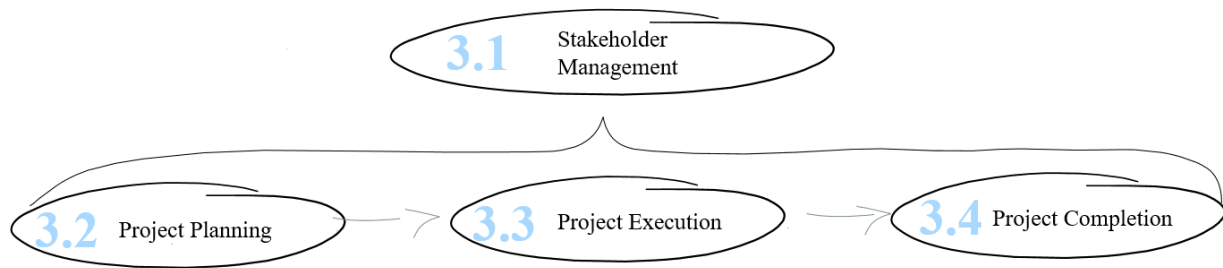 3.1 Stakeholder
Management
3.2 Project Planning
3.3 Project Execution
3.4 Project Completion